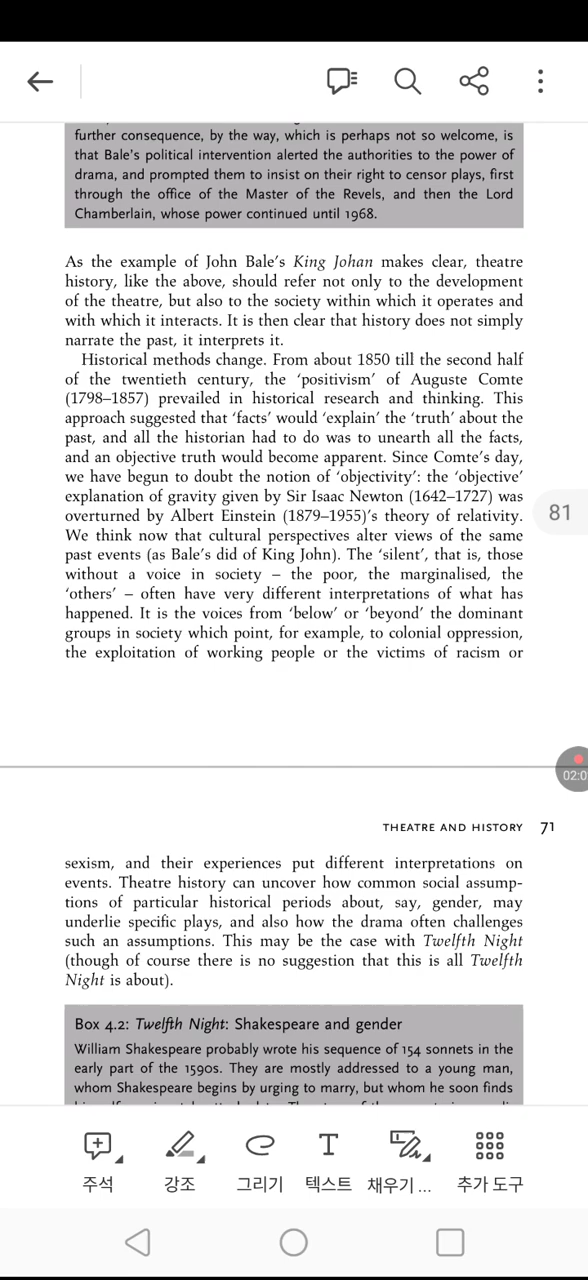 further consequence, by the way, which is perhaps not so welcome, is
that Bale's political intervention alerted the authorities to the power of
drama, and prompted them to insist on their right to censor plays, first
through the office of the Master of the Revels, and then the Lord
Chamberlain, whose power continued until 1968.
As the example of John Bale's King Johan makes clear, theatre
history, like the above, should refer not only to the development
of the theatre, but also to the society within which it operates and
with which it interacts. It is then clear that history does not simply
narrate the past, it interprets it.
Historical methods change. From about 1850 till the second half
of the twentieth century, the 'positivism' of Auguste Comte
(1798–1857) prevailed in historical research and thinking. This
approach suggested that 'facts' would 'explain' the 'truth' about the
past, and all the historian had to do was to unearth all the facts,
and an objective truth would become apparent. Since Comte's day,
we have begun to doubt the notion of 'objectivity': the 'objective'
explanation of gravity given by Sir Isaac Newton (1642–1727) was
overturned by Albert Einstein (1879–1955)'s theory of relativity.
81
We think now that cultural perspectives alter views of the same
past events (as Bale's did of King John). The 'silent', that is, those
without a voice in society – the poor, the marginalised, the
'others' – often have very different interpretations of what has
happened. It is the voices from 'below' or 'beyond' the dominant
groups in society which point, for example, to colonial oppression,
the exploitation of working people or the victims of racism or
02:0
THEATRE AND HISTORY 71
sexism, and their experiences put different interpretations on
events. Theatre history can uncover how common social assump-
tions of particular historical periods about, say, gender, may
underlie specific plays, and also how the drama often challenges
such an assumptions. This may be the case with Twelfth Night
(though of course there is no suggestion that this is all Twelfth
Night is about).
Box 4.2: Twelfth Night: Shakespeare and gender
William Shakespeare probably wrote his sequence of 154 sonnets in the
early part of the 1590s. They are mostly addressed to a young man,
whom Shakespeare begins by urging to marry, but whom he soon finds
주석 강조 그리기 텍스트 채우기 ... 추가 도구